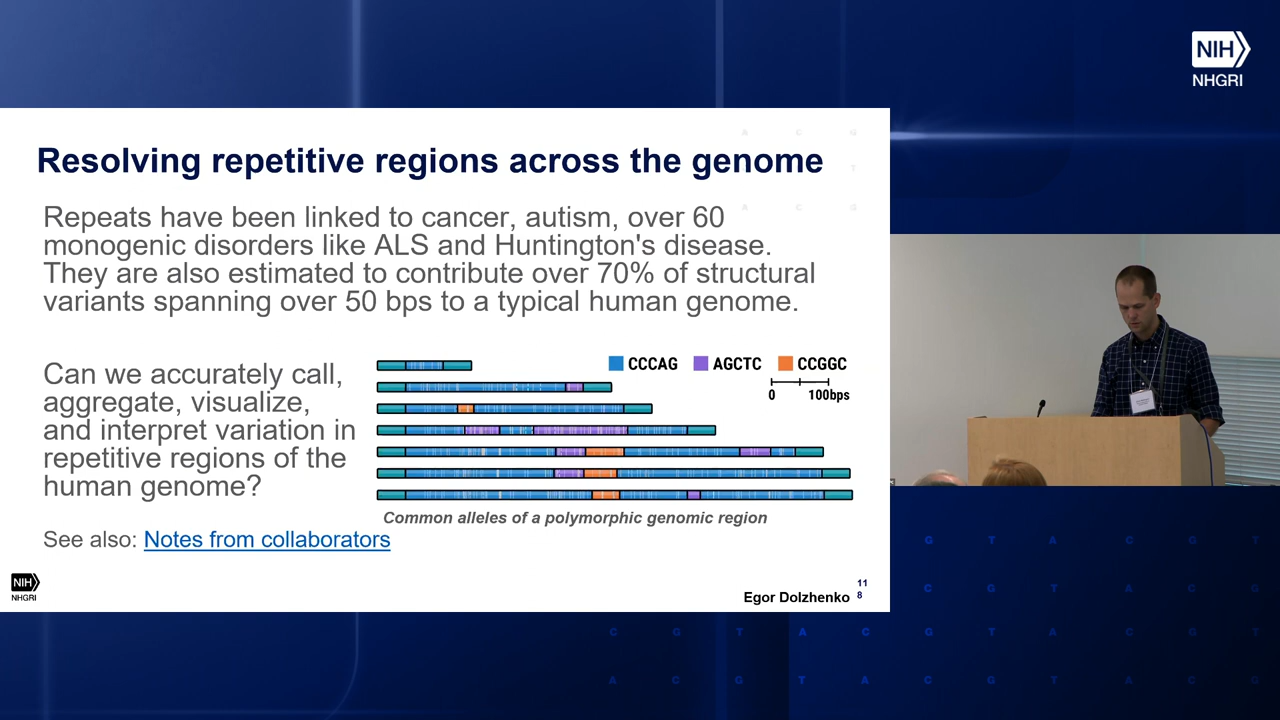 NIH
NHGRI
Resolving repetitive regions across the genome
Repeats have been linked to cancer, autism, over 60
monogenic disorders like ALS and Huntington's disease.
They are also estimated to contribute over 70% of structural
variants spanning over 50 bps to a typical human genome.
Can we accurately call,
aggregate, visualize,
and interpret variation in
repetitive regions of the
human genome?
CCCAG AGCTC CCGGC
0 100bps
Common alleles of a polymorphic genomic region
See also: Notes from collaborators
NIH
NHGRI
Egor Dolzhenko
11
8
A C G
T
A C G
G T A C G T
C G T A C G
C G T A C G T A C G T
A C G T A C G T A C G